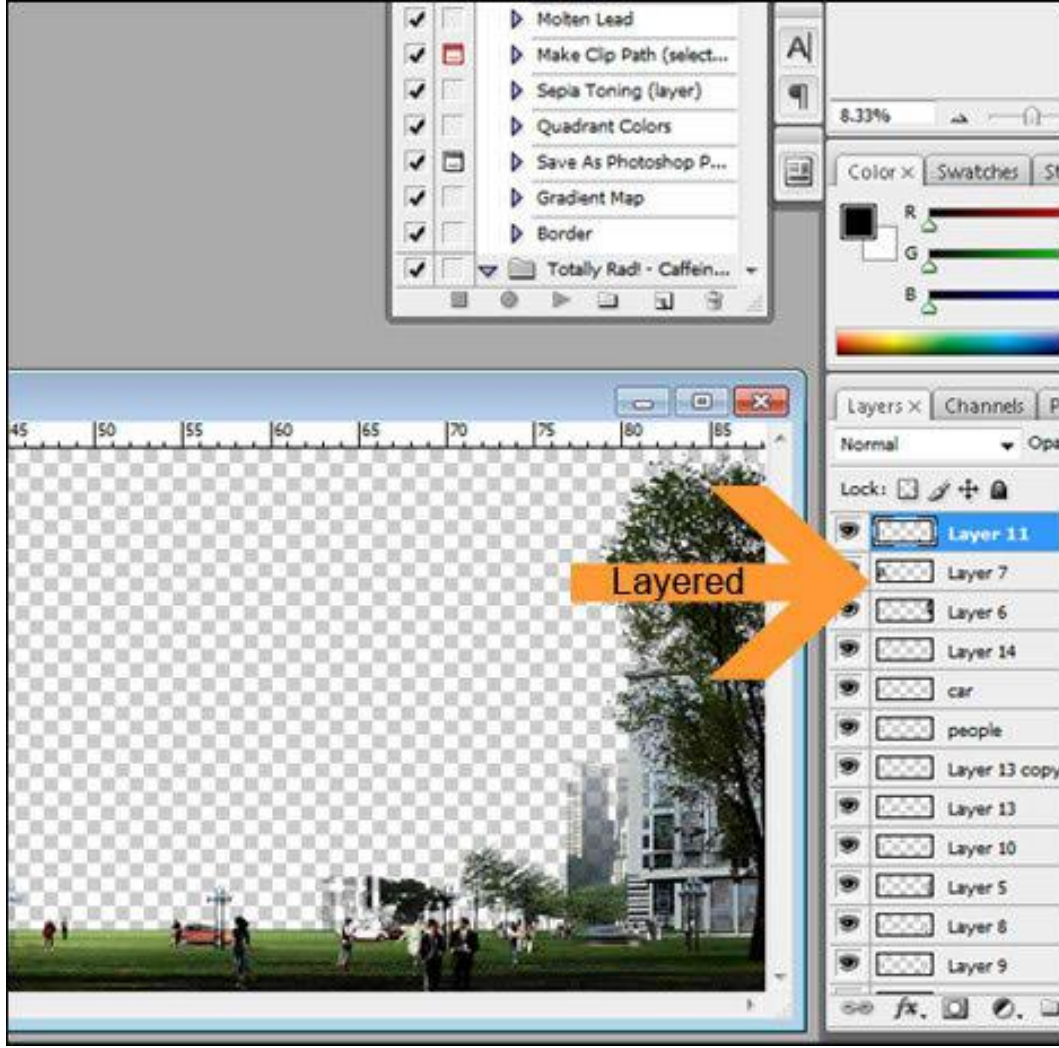 Molten Lead
Make Clip Path (select...
Sepia Toning (layer)
Quadrant Colors
Save As Photoshop P...
Gradient Map
Border
Totally Rad! - Caffein...
A
¶
8.33%
Color × Swatches St
R
G
B
45 50 55 60 65 70 75 80 85
Layered
Layers × Channels P
Normal Opa
Lock:
Layer 11
Layer 7
Layer 6
Layer 14
car
people
Layer 13 copy
Layer 13
Layer 10
Layer 5
Layer 8
Layer 9
fx.